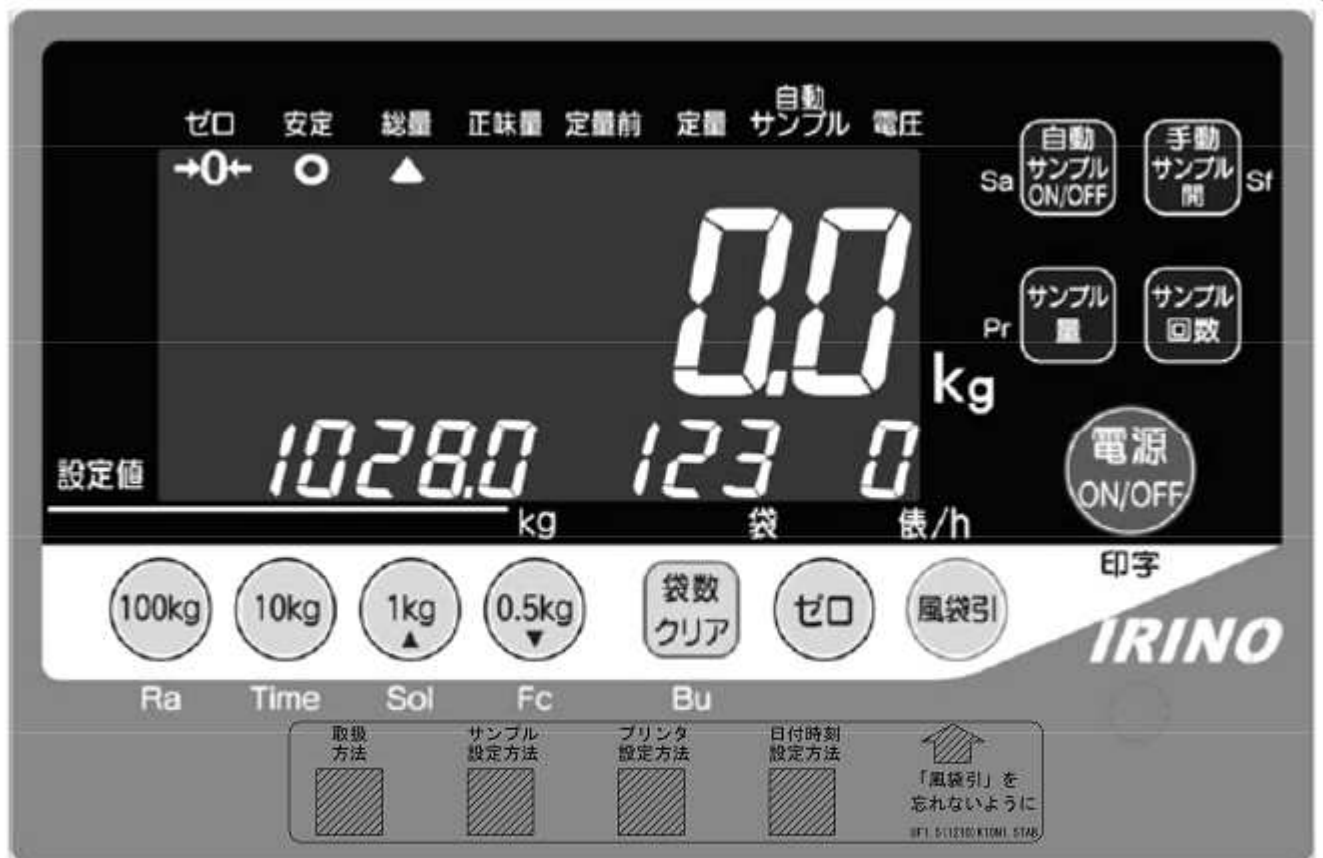 ゼロ 安定 総量 正味量 定量前 定量 自動サンプル 電圧
→0←
0.0
kg
設定値 1028.0 123 0
kg 袋 俵/h
Sa 自動
サンプル
ON/OFF
手動
サンプル
開 Sf
Pr サンプル
量
サンプル
回数
電源
ON/OFF
印字
100kg 10kg 1kg▲ 0.5kg▼
袋数
クリア
ゼロ
風袋引
IRINO
Ra Time Sol Fc Bu
取扱
方法
サンプル
設定方法
プリンタ
設定方法
日付時刻
設定方法
「風袋引」を
忘れないように